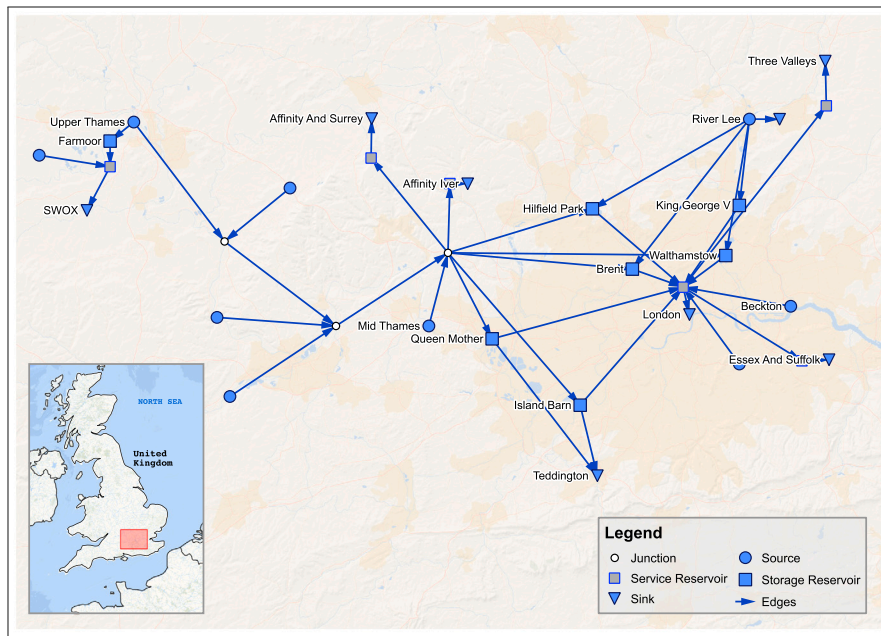 Three Valleys
Upper Thames
Affinity And Surrey
River Lee
Farmoor
Affinity Iver
SWOX
Hilfield Park
King George V
Walthamstow
Brent
Beckton
London
Mid Thames
Queen Mother
Essex And Suffolk
Island Barn
Teddington
NORTH SEA
United
Kingdom
Legend
Junction
Source
Service Reservoir
Storage Reservoir
Sink
Edges